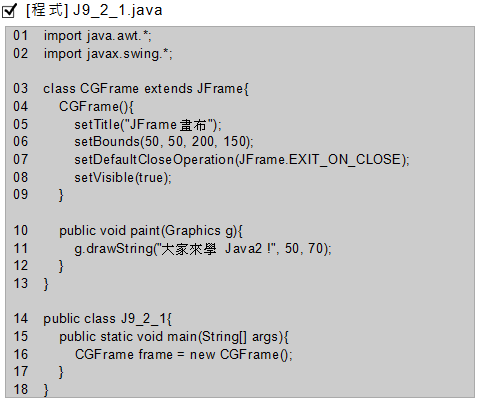 [程式] J9_2_1.java
01 import java.awt.*;
02 import javax.swing.*;
03 class CGFrame extends JFrame{
04 CGFrame(){
05 setTitle("JFrame畫布");
06 setBounds(50, 50, 200, 150);
07 setDefaultCloseOperation(JFrame.EXIT_ON_CLOSE);
08 setVisible(true);
09 }
10 public void paint(Graphics g){
11 g.drawString("大家來學 Java2 !", 50, 70);
12 }
13 }
14 public class J9_2_1{
15 public static void main(String[] args){
16 CGFrame frame = new CGFrame();
17 }
18 }